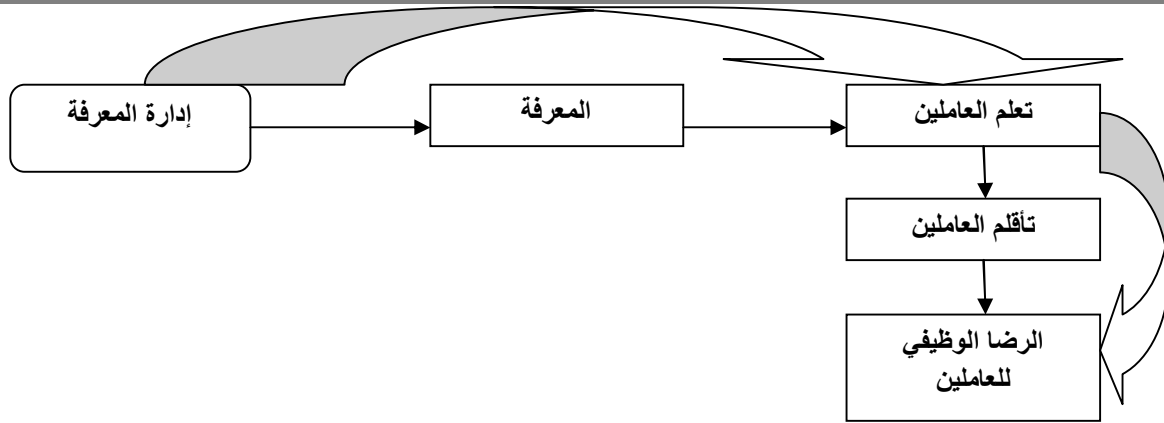 إدارة المعرفة
المعرفة
تعلم العاملين
تأقلم العاملين
الرضا الوظيفي
للعاملين